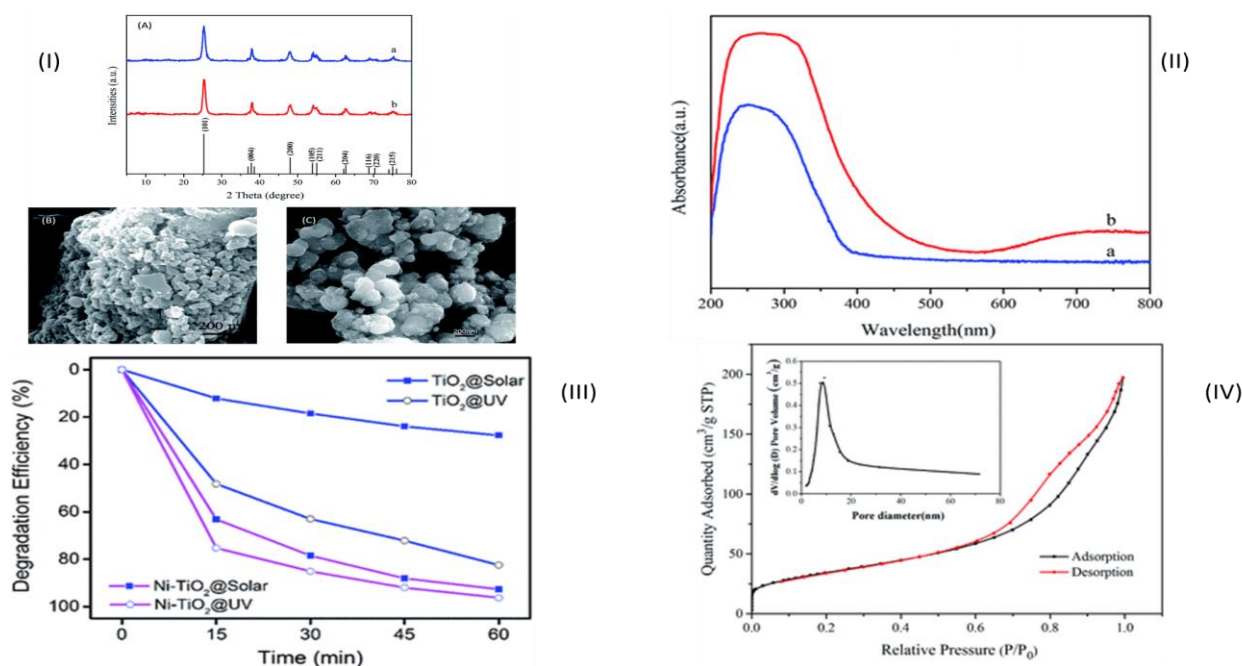 (I)
(A)
a
b
Intensities (a.u.)
(101)
(004)
(200)
(105)
(211)
(204)
(116)
(220)
(215)
10 20 30 40 50 60 70 80
2 Theta (degree)
(B)
200 n
(C)
200nm
(II)
Absorbance(a.u.)
b
a
200 300 400 500 600 700 800
Wavelength(nm)
(III)
Degradation Efficiency (%)
0
20
40
60
80
100
TiO2@Solar
TiO2@UV
Ni-TiO2@Solar
Ni-TiO2@UV
0 15 30 45 60
Time (min)
(IV)
Quantity Adsorbed (cm3/g STP)
200
150
100
50
0
dV/dlog (D) Pore Volume (cm3/g)
0.6
0.5
0.4
0.3
0.2
0.1
0.0
0 20 40 60 80
Pore diameter(nm)
Adsorption
Desorption
0.0 0.2 0.4 0.6 0.8 1.0
Relative Pressure (P/P0)